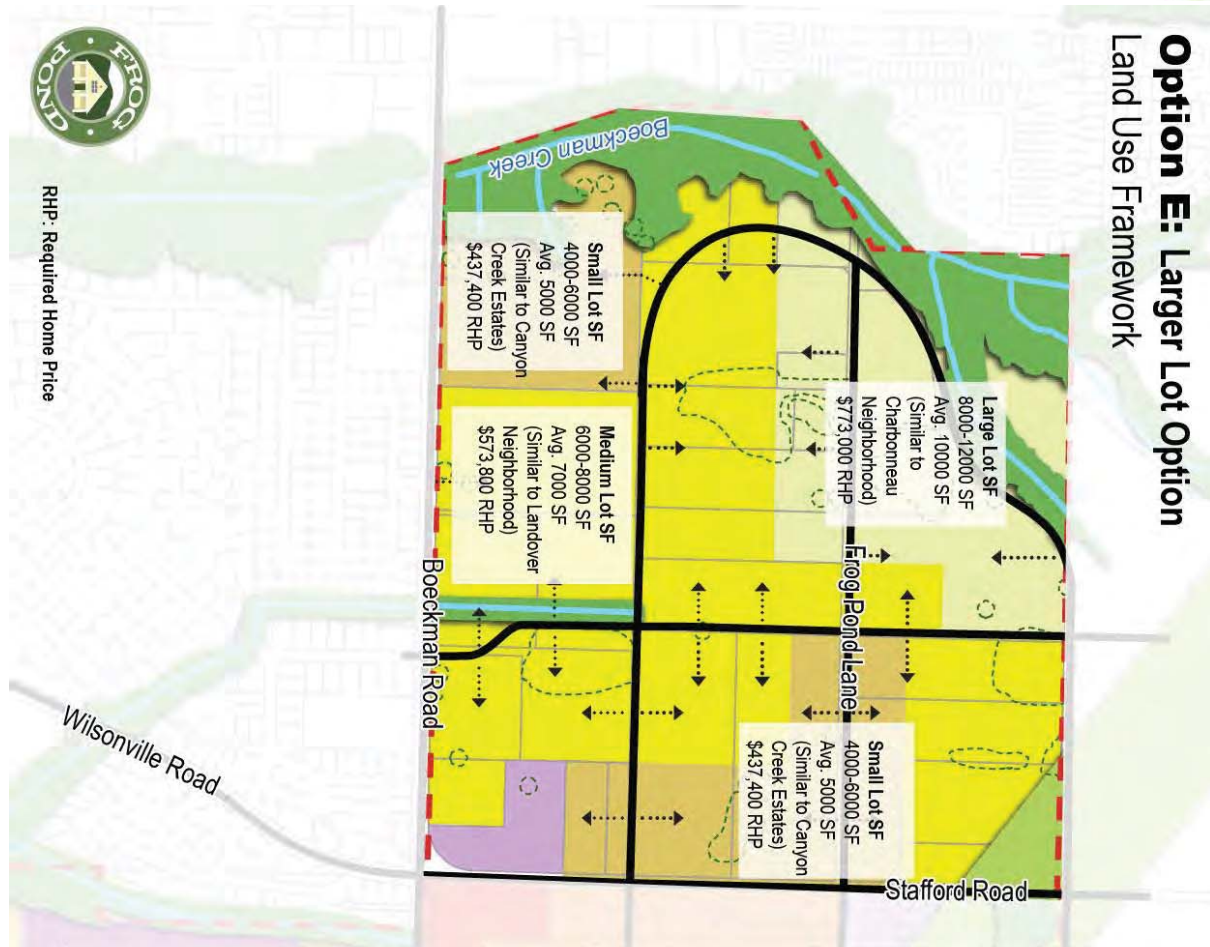 Option E: Larger Lot Option
Land Use Framework
Boeckman Creek
Large Lot SF
8000-12000 SF
Avg. 10000 SF
(Similar to
Charbonneau
Neighborhood)
$773,000 RHP
Frog Pond Lane
Small Lot SF
4000-6000 SF
Avg. 5000 SF
(Similar to Canyon
Creek Estates)
$437,400 RHP
Medium Lot SF
6000-8000 SF
Avg. 7000 SF
(Similar to Landover
Neighborhood)
$573,800 RHP
Small Lot SF
4000-6000 SF
Avg. 5000 SF
(Similar to Canyon
Creek Estates)
$437,400 RHP
Stafford Road
Boeckman Road
Wilsonville Road
FROG
POND
RHP: Required Home Price